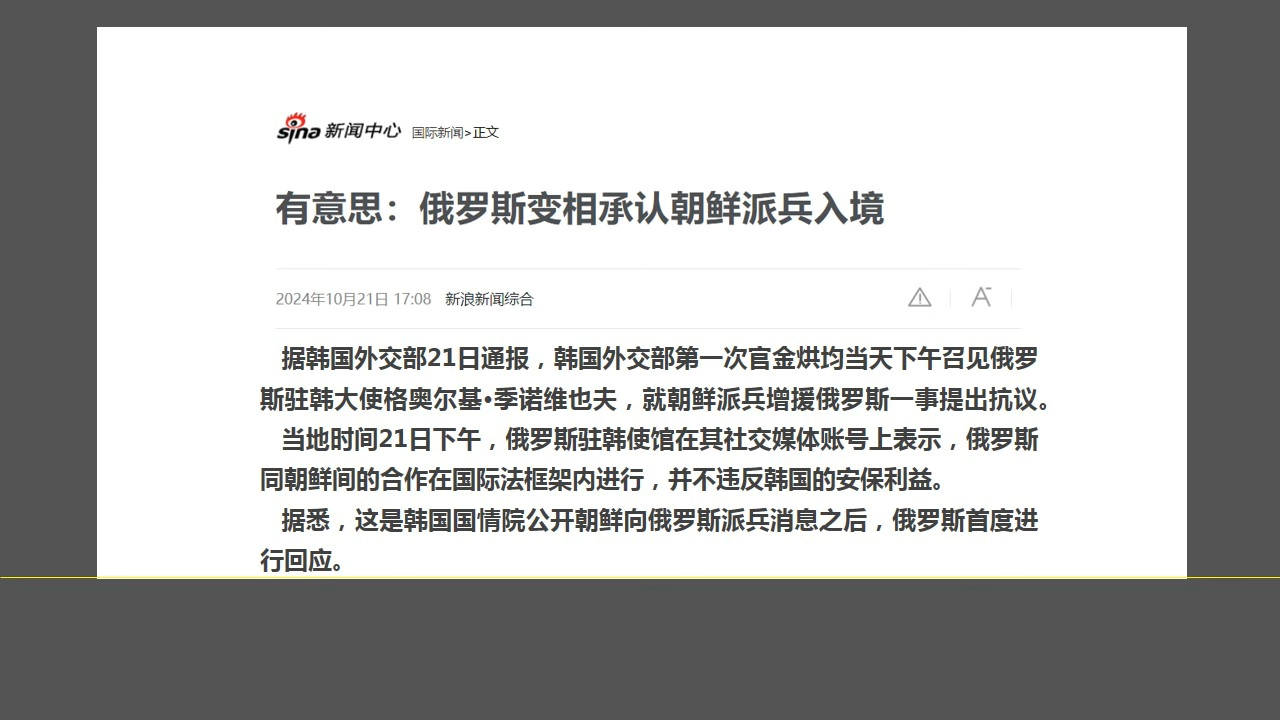 sina 新闻中心 国际新闻>正文
有意思：俄罗斯变相承认朝鲜派兵入境
2024年10月21日 17:08 新浪新闻综合
A-
据韩国外交部21日通报，韩国外交部第一次官金烘均当天下午召见俄罗
斯驻韩大使格奥尔基·季诺维也夫，就朝鲜派兵增援俄罗斯一事提出抗议。
当地时间21日下午，俄罗斯驻韩使馆在其社交媒体账号上表示，俄罗斯
同朝鲜间的合作在国际法框架内进行，并不违反韩国的安保利益。
据悉，这是韩国国情院公开朝鲜向俄罗斯派兵消息之后，俄罗斯首度进
行回应。